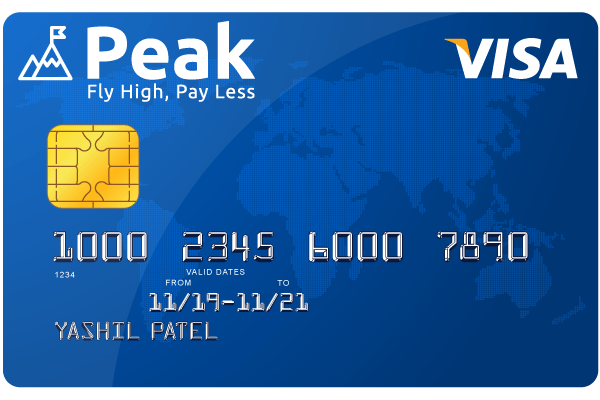 Peak
VISA
Fly High, Pay Less
1000 2345 6000 7890
1234
VALID DATES
FROM TO
11/19-11/21
YASHIL PATEL